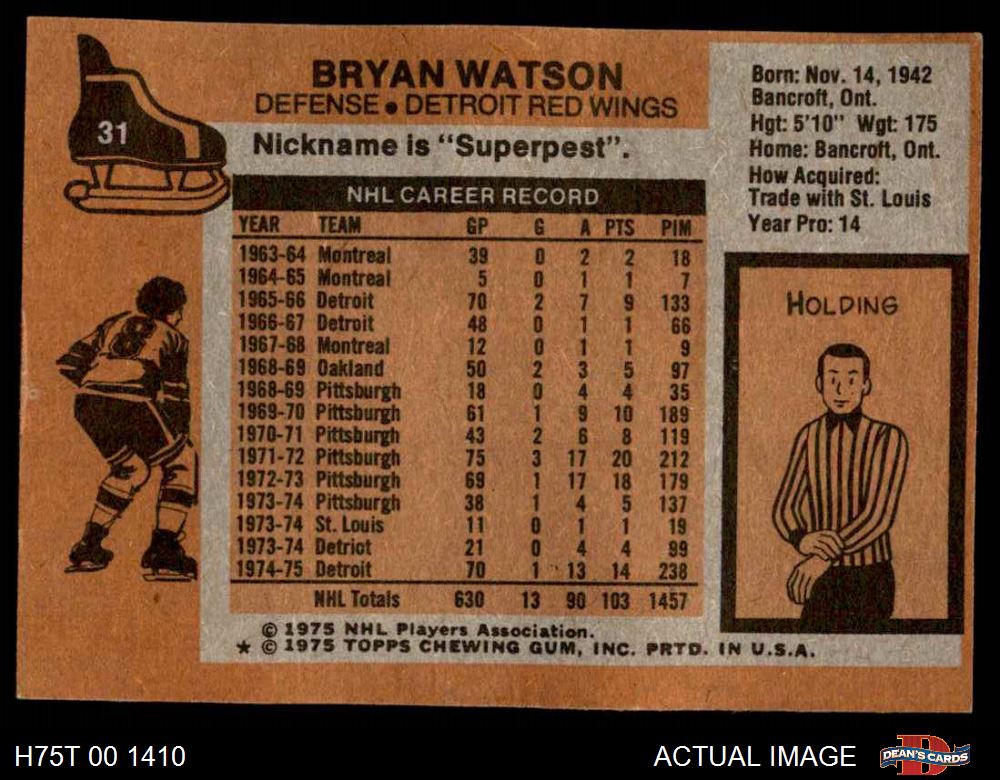 31
BRYAN WATSON
DEFENSE ● DETROIT RED WINGS
Nickname is "Superpest".
NHL CAREER RECORD
YEAR TEAM GP G A PTS PIM
1963-64 Montreal 39 0 2 2 18
1964-65 Montreal 5 0 1 1 7
1965-66 Detroit 70 2 7 9 133
1966-67 Detroit 48 0 1 1 66
1967-68 Montreal 12 0 1 1 9
1968-69 Oakland 50 2 3 5 97
1968-69 Pittsburgh 18 0 4 4 35
1969-70 Pittsburgh 61 1 9 10 189
1970-71 Pittsburgh 43 2 6 8 119
1971-72 Pittsburgh 75 3 17 20 212
1972-73 Pittsburgh 69 1 17 18 179
1973-74 Pittsburgh 38 1 4 5 137
1973-74 St. Louis 11 0 1 1 19
1973-74 Detriot 21 0 4 4 99
1974-75 Detroit 70 1 13 14 238
NHL Totals 630 13 90 103 1457
© 1975 NHL Players Association.
★ © 1975 TOPPS CHEWING GUM, INC. PRTD. IN U.S.A.
Born: Nov. 14, 1942
Bancroft, Ont.
Hgt: 5'10" Wgt: 175
Home: Bancroft, Ont.
How Acquired:
Trade with St. Louis
Year Pro: 14
HOLDING
8
H75T 00 1410
ACTUAL IMAGE
D
DEAN'S CARDS